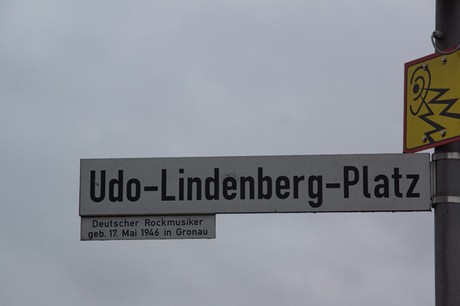 Udo-Lindenberg-Platz
Deutscher Rockmusiker
geb. 17. Mai 1946 in Gronau